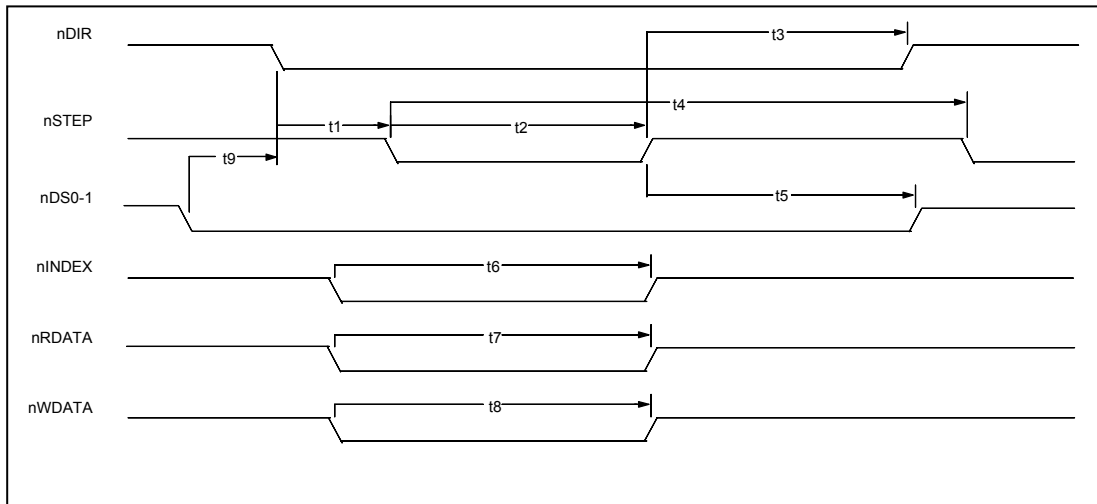 nDIR
t3
t4
nSTEP
t1
t2
t9
nDS0-1
t5
nINDEX
t6
nRDATA
t7
nWDATA
t8